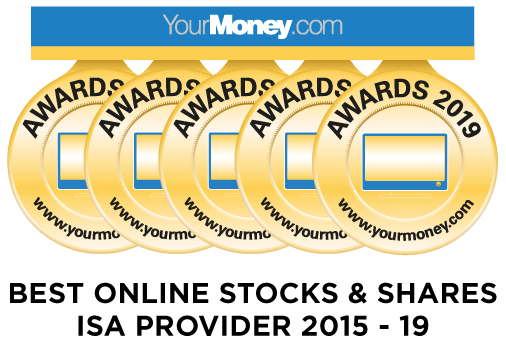 YourMoney.com
AWARDS
AWARDS
AWARDS
AWARDS
AWARDS 2019
www.yourmo
www.yourmo
www.yourmo
www.yourmo
www.yourmoney.com
BEST ONLINE STOCKS & SHARES
ISA PROVIDER 2015 - 19